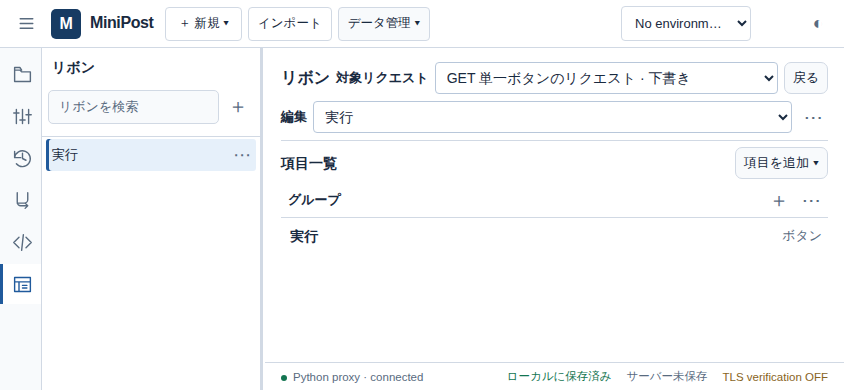 M MiniPost ＋ 新規 ▾ インポート データ管理 ▾ No environm…
リボン
リボンを検索 ＋
実行 …
リボン 対象リクエスト GET 単一ボタンのリクエスト · 下書き 戻る
編集 実行 …
項目一覧 項目を追加 ▾
グループ ＋ …
実行 ボタン
Python proxy · connected ローカルに保存済み サーバー未保存 TLS verification OFF